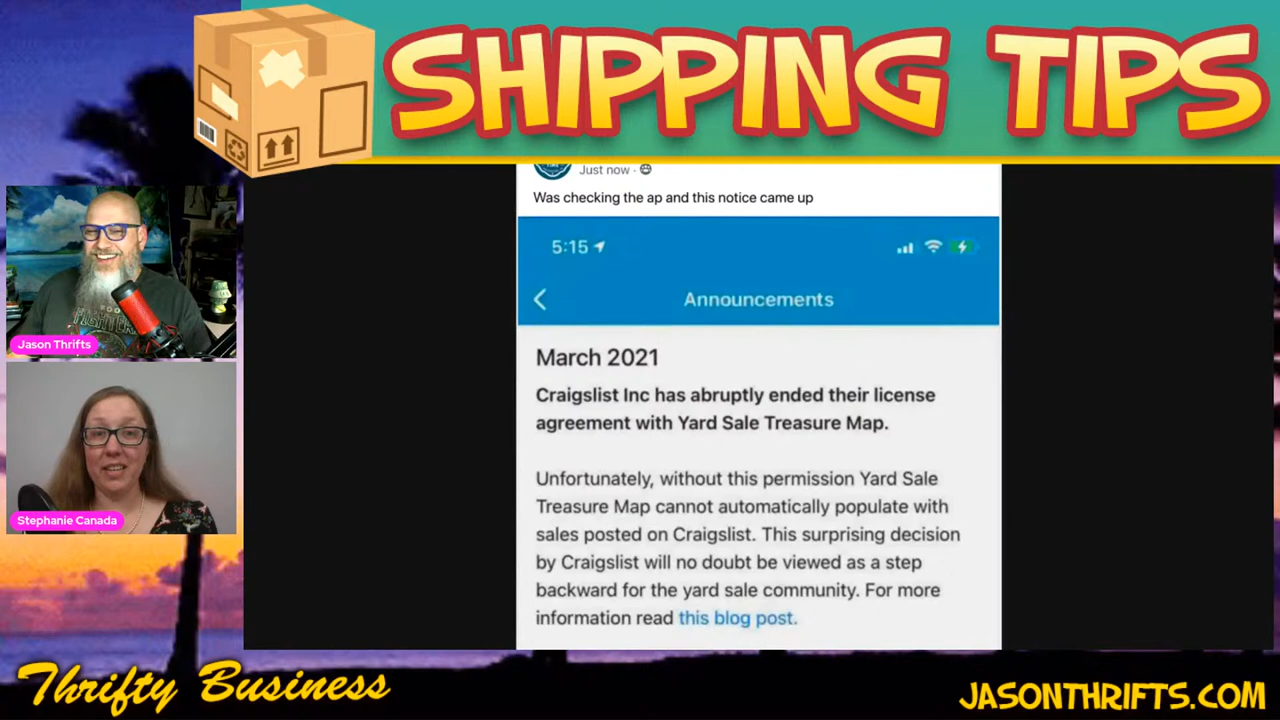 SHIPPING TIPS
Just now ·
Was checking the ap and this notice came up
5:15
Announcements
March 2021
Craigslist Inc has abruptly ended their license
agreement with Yard Sale Treasure Map.
Unfortunately, without this permission Yard Sale
Treasure Map cannot automatically populate with
sales posted on Craigslist. This surprising decision
by Craigslist will no doubt be viewed as a step
backward for the yard sale community. For more
information read this blog post.
Jason Thrifts
Stephanie Canada
Thrifty Business
JASONTHRIFTS.COM